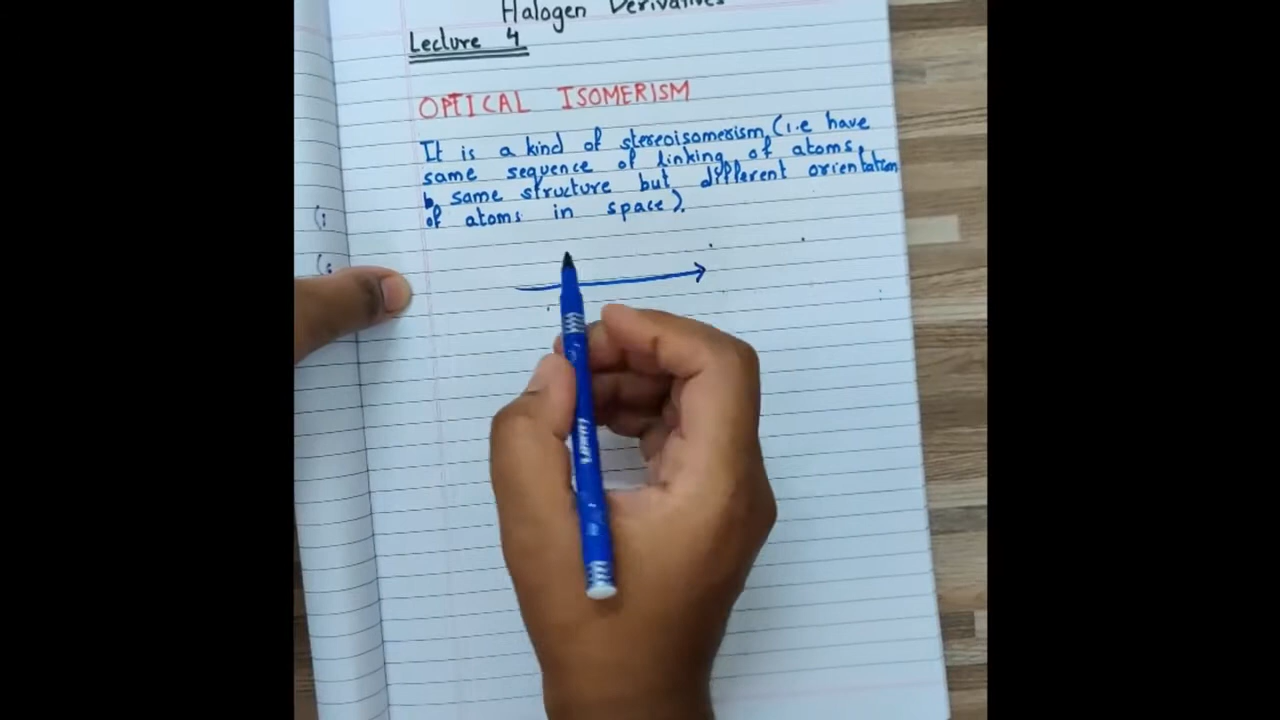 Halogen Derivatives
Lecture 4
OPTICAL ISOMERISM
It is a kind of stereoisomerism (i.e have
same sequence of linking of atoms,
same structure but different orientation
of atoms in space).